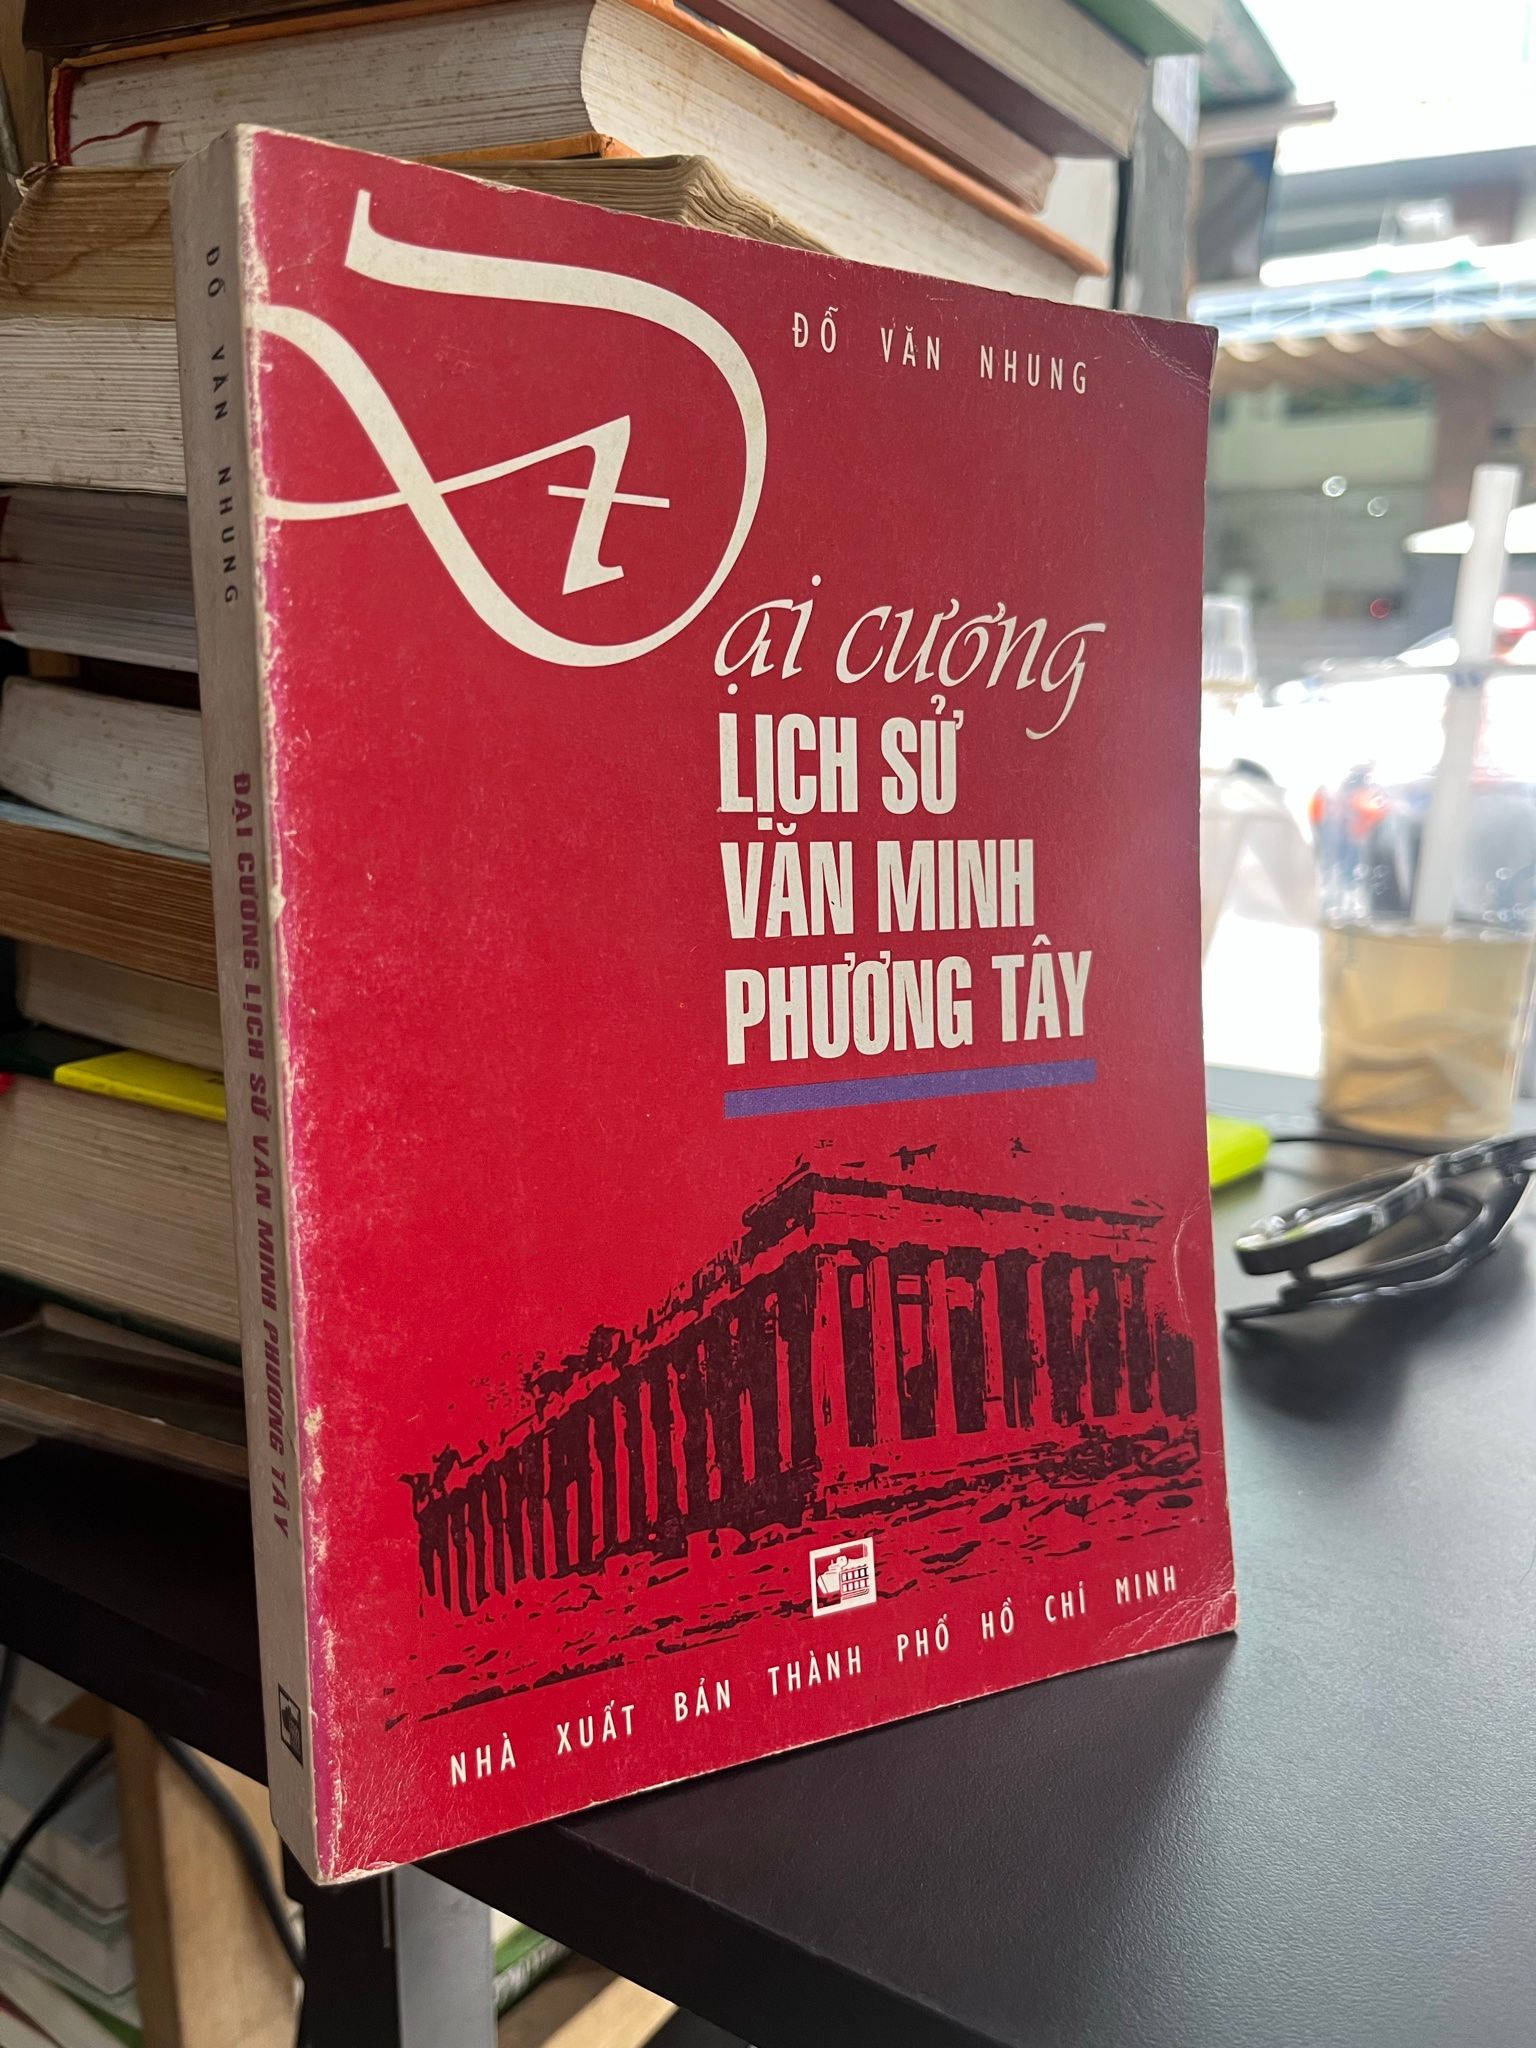 ĐỖ VĂN NHUNG
Đại cương
LỊCH SỬ
VĂN MINH
PHƯƠNG TÂY
NHÀ XUẤT BẢN THÀNH PHỐ HỒ CHÍ MINH
ĐỖ VĂN NHUNG
ĐẠI CƯƠNG LỊCH SỬ VĂN MINH PHƯƠNG TÂY